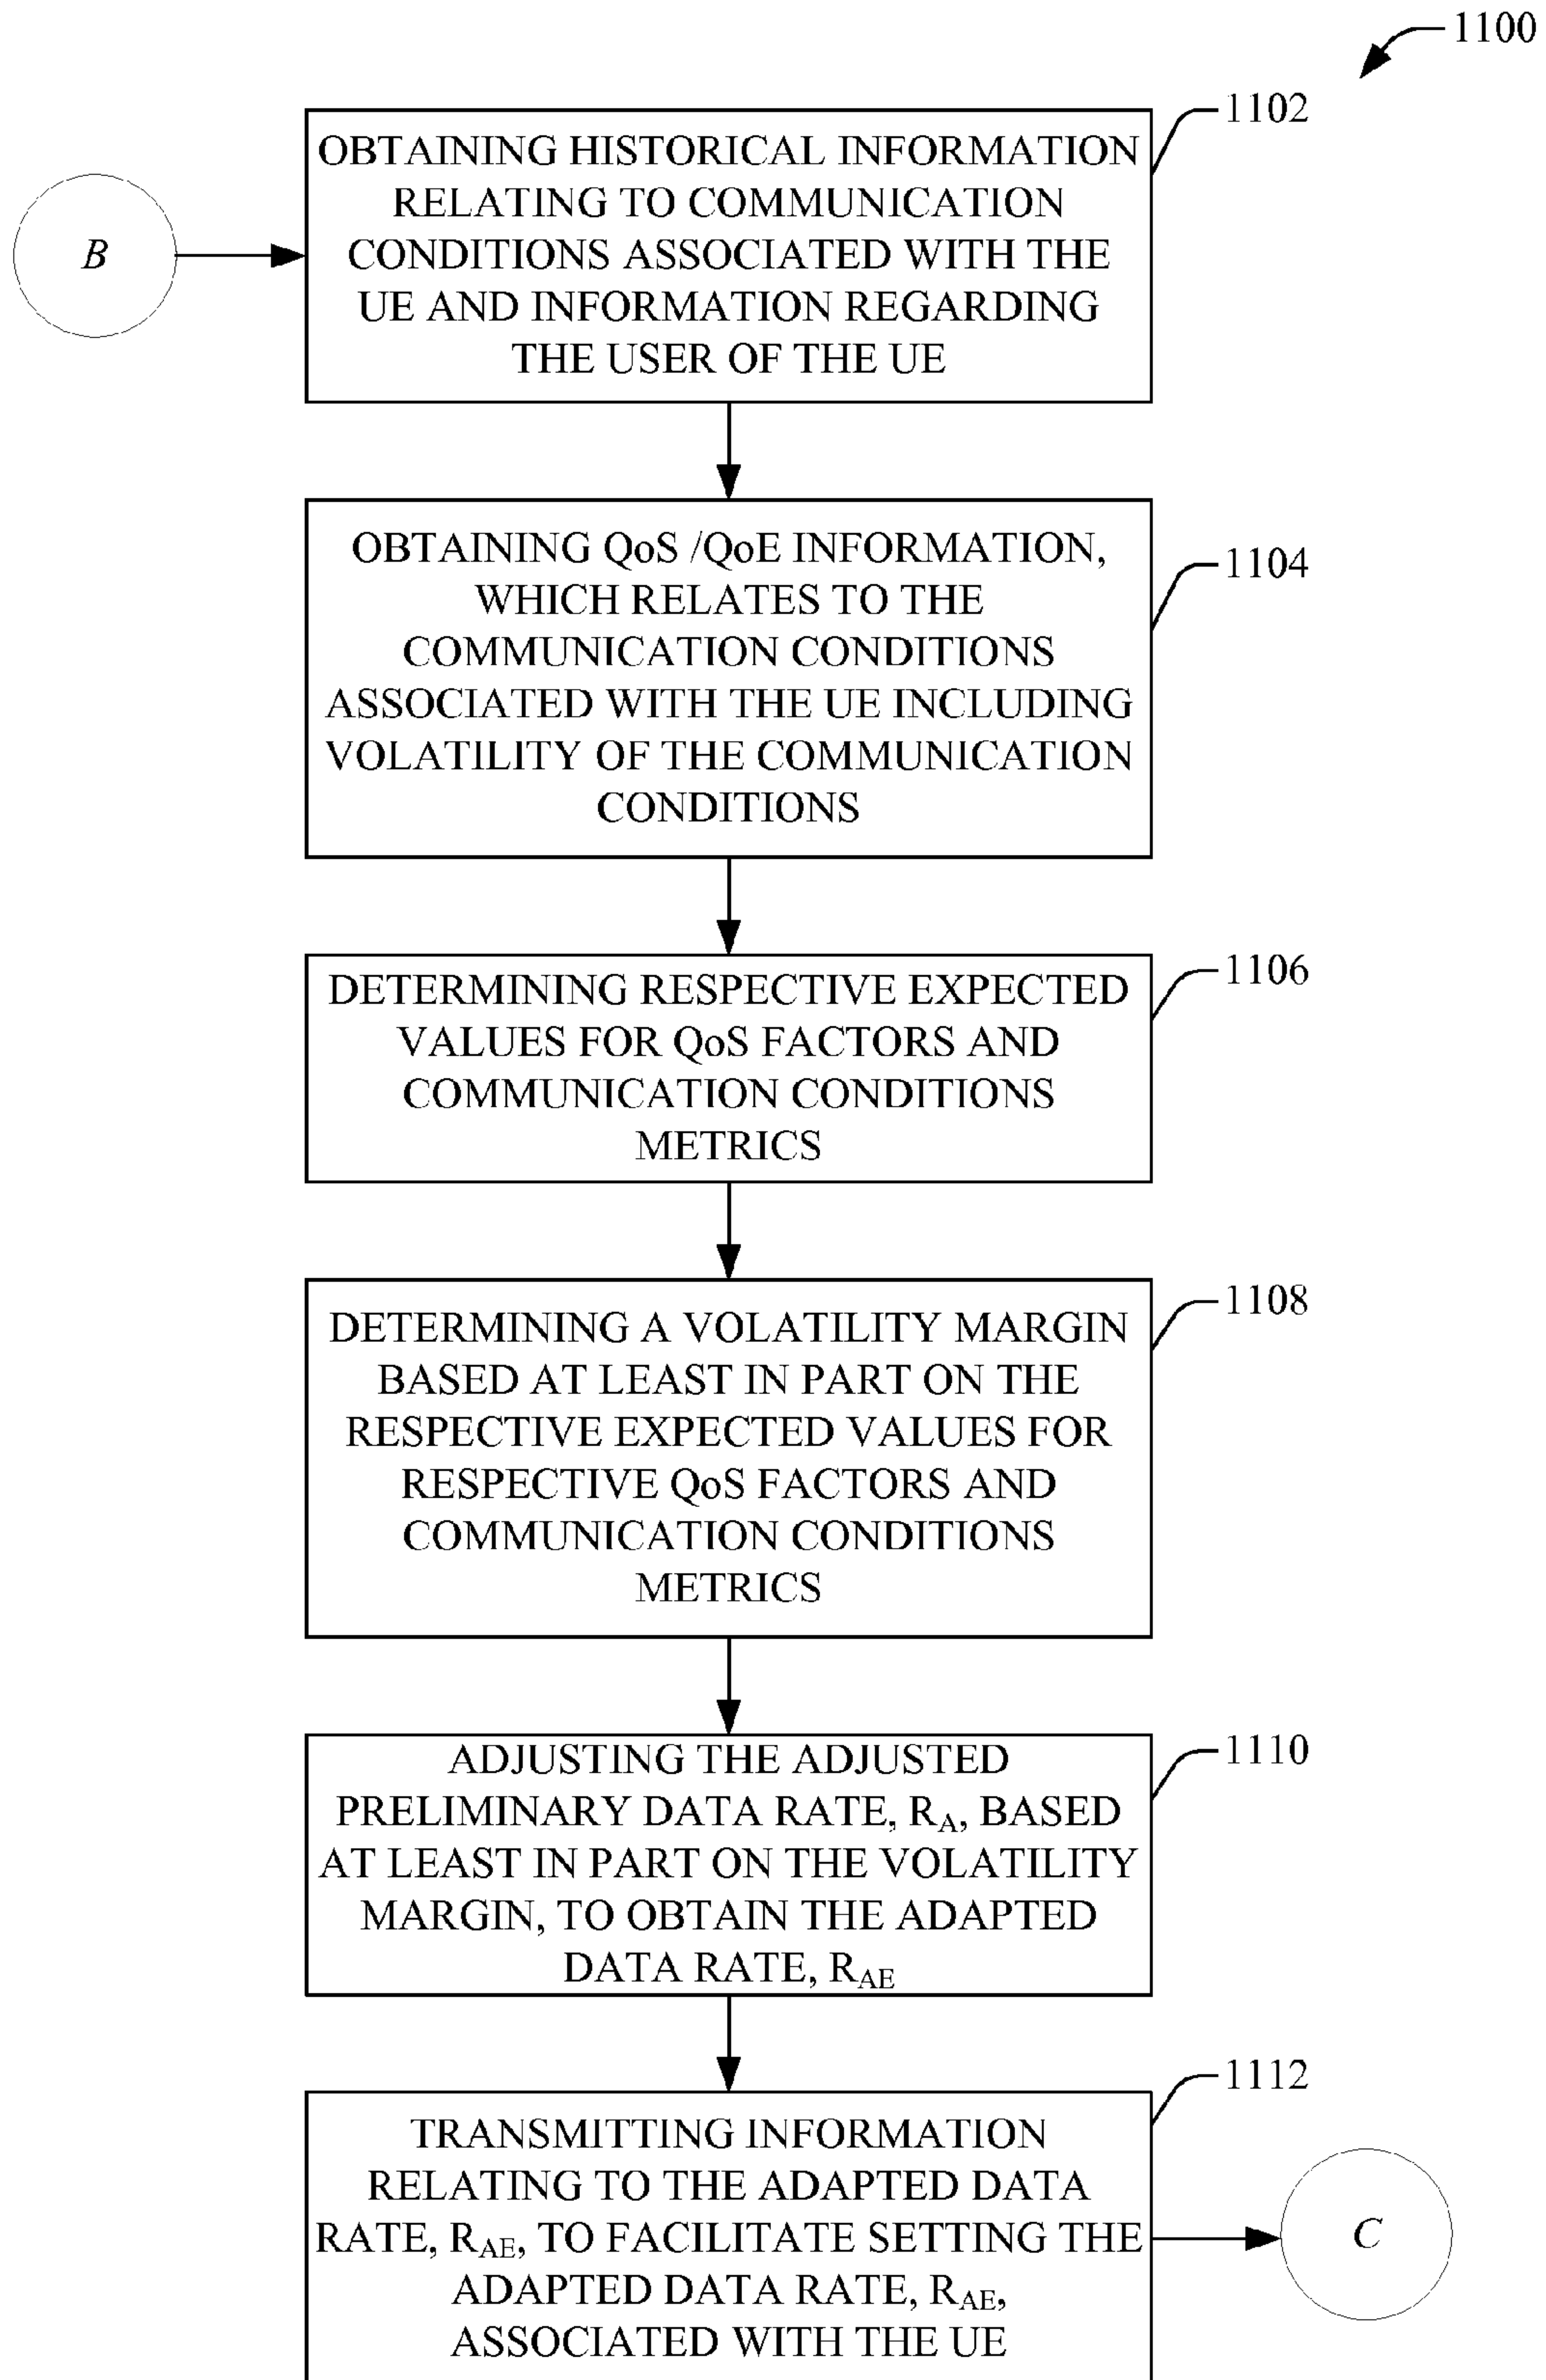 1100
1102
OBTAINING HISTORICAL INFORMATION
RELATING TO COMMUNICATION
CONDITIONS ASSOCIATED WITH THE
UE AND INFORMATION REGARDING
THE USER OF THE UE
B
1104
OBTAINING QoS /QoE INFORMATION,
WHICH RELATES TO THE
COMMUNICATION CONDITIONS
ASSOCIATED WITH THE UE INCLUDING
VOLATILITY OF THE COMMUNICATION
CONDITIONS
1106
DETERMINING RESPECTIVE EXPECTED
VALUES FOR QoS FACTORS AND
COMMUNICATION CONDITIONS
METRICS
1108
DETERMINING A VOLATILITY MARGIN
BASED AT LEAST IN PART ON THE
RESPECTIVE EXPECTED VALUES FOR
RESPECTIVE QoS FACTORS AND
COMMUNICATION CONDITIONS
METRICS
1110
ADJUSTING THE ADJUSTED
PRELIMINARY DATA RATE, RA, BASED
AT LEAST IN PART ON THE VOLATILITY
MARGIN, TO OBTAIN THE ADAPTED
DATA RATE, RAE
1112
TRANSMITTING INFORMATION
RELATING TO THE ADAPTED DATA
RATE, RAE, TO FACILITATE SETTING THE
ADAPTED DATA RATE, RAE,
ASSOCIATED WITH THE UE
C